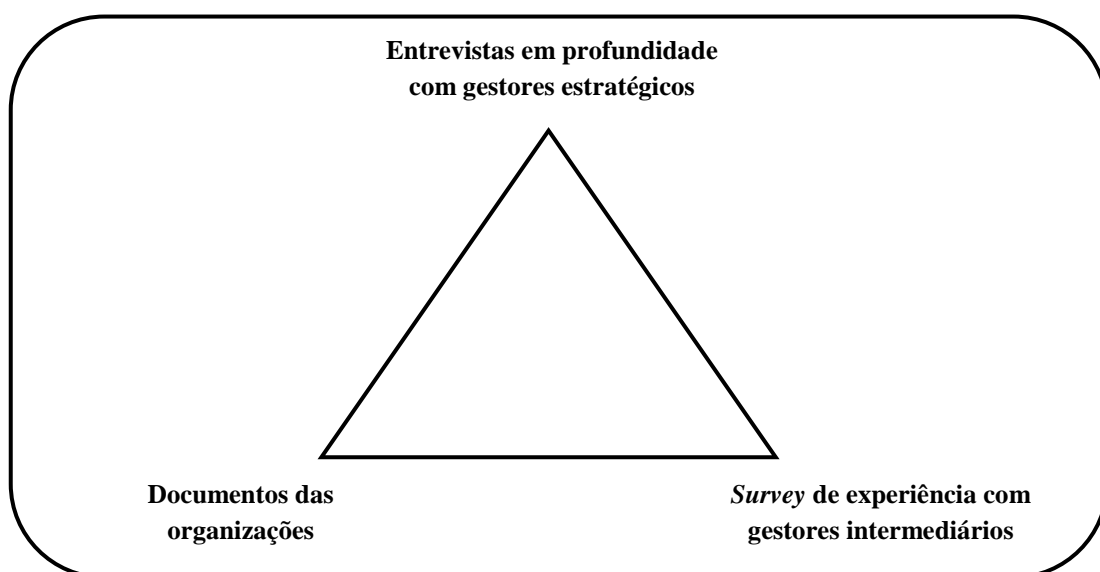 Entrevistas em profundidade
com gestores estratégicos
Documentos das
organizações
Survey de experiência com
gestores intermediários